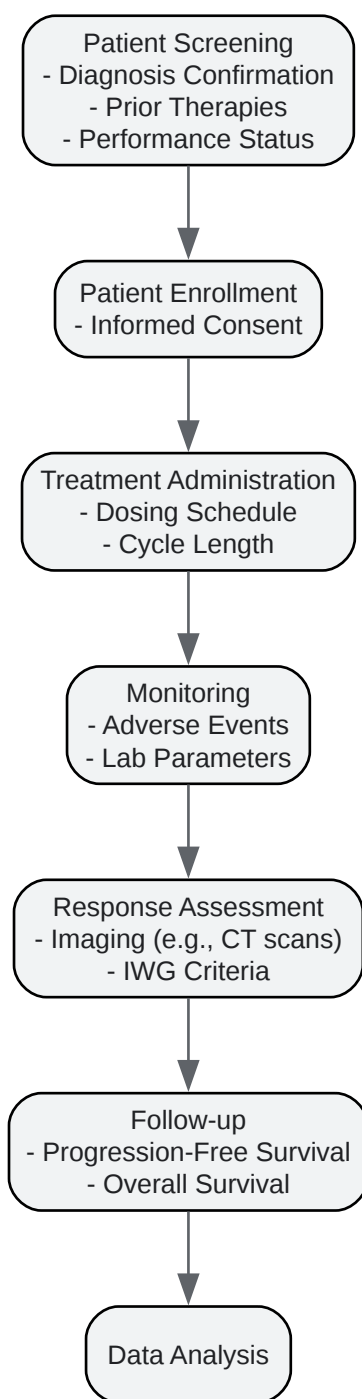 Patient Screening
- Diagnosis Confirmation
- Prior Therapies
- Performance Status
Patient Enrollment
- Informed Consent
Treatment Administration
- Dosing Schedule
- Cycle Length
Monitoring
- Adverse Events
- Lab Parameters
Response Assessment
- Imaging (e.g., CT scans)
- IWG Criteria
Follow-up
- Progression-Free Survival
- Overall Survival
Data Analysis